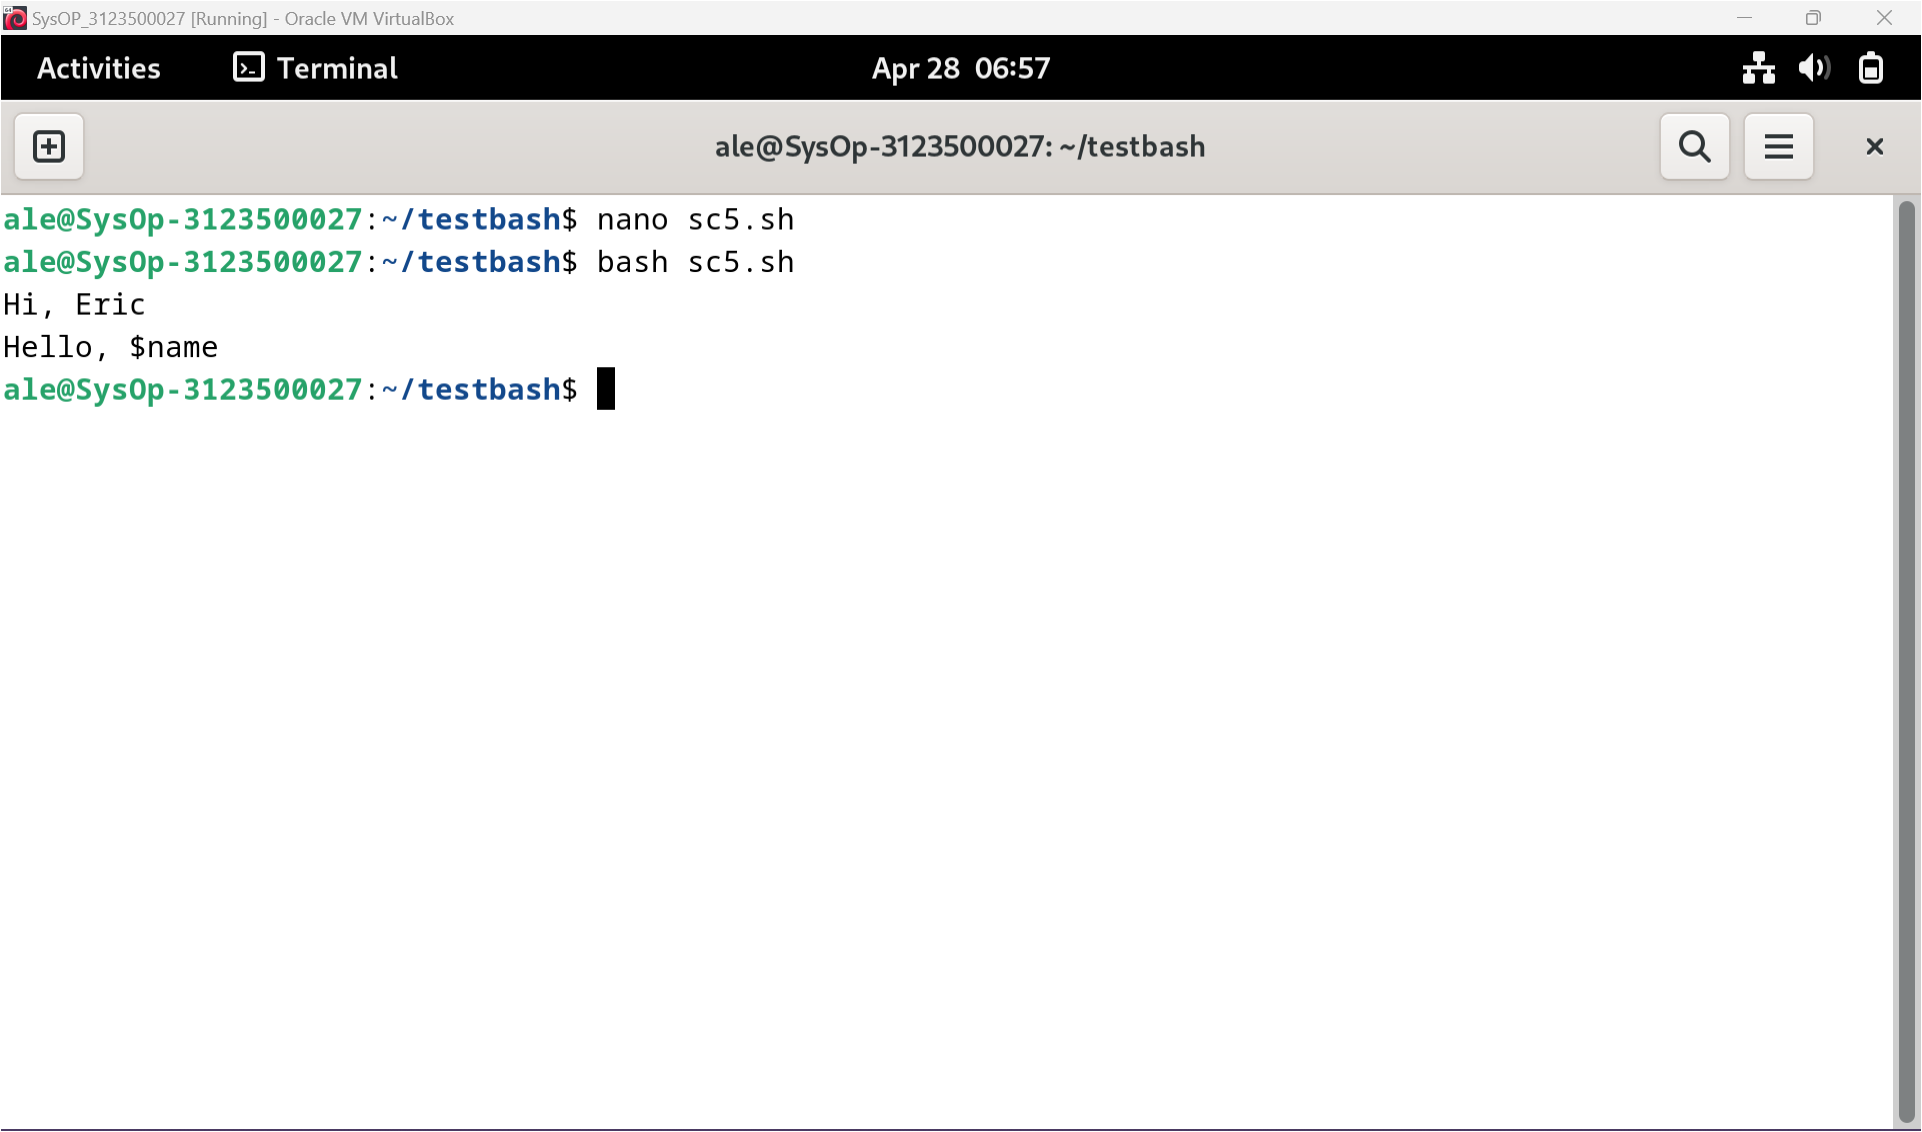 SysOP_3123500027 [Running] - Oracle VM VirtualBox
Activities Terminal Apr 28 06:57
ale@SysOp-3123500027: ~/testbash
ale@SysOp-3123500027:~/testbash$ nano sc5.sh
ale@SysOp-3123500027:~/testbash$ bash sc5.sh
Hi, Eric
Hello, $name
ale@SysOp-3123500027:~/testbash$